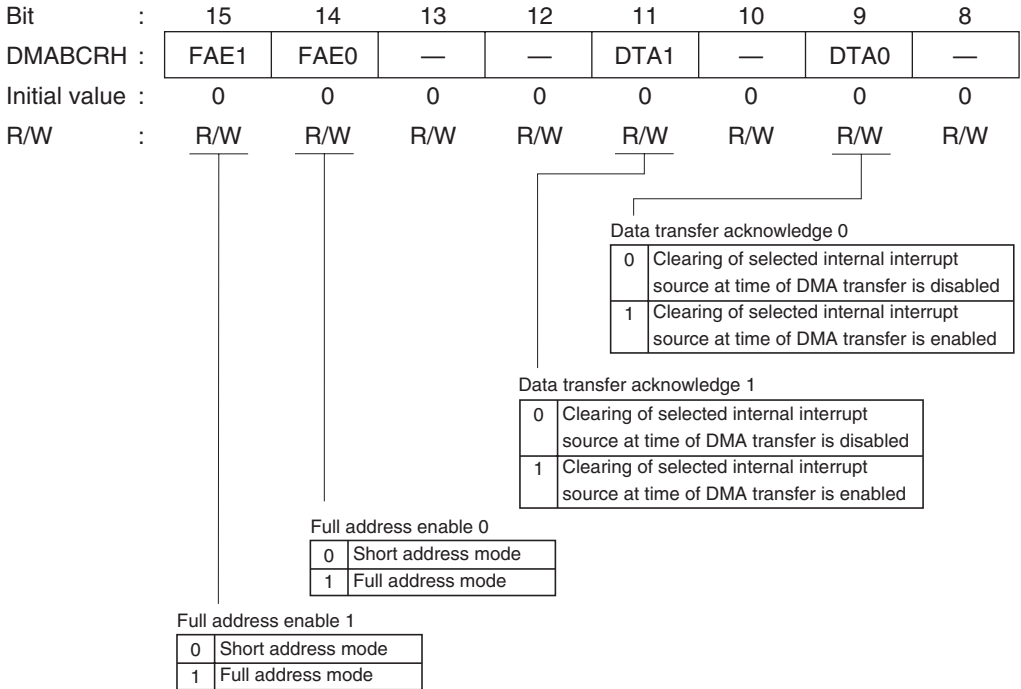 Bit : 15 14 13 12 11 10 9 8
DMABCRH : FAE1 FAE0 — — DTA1 — DTA0 —
Initial value : 0 0 0 0 0 0 0 0
R/W : R/W R/W R/W R/W R/W R/W R/W R/W
Data transfer acknowledge 0
0 Clearing of selected internal interrupt
source at time of DMA transfer is disabled
1 Clearing of selected internal interrupt
source at time of DMA transfer is enabled
Data transfer acknowledge 1
0 Clearing of selected internal interrupt
source at time of DMA transfer is disabled
1 Clearing of selected internal interrupt
source at time of DMA transfer is enabled
Full address enable 0
0 Short address mode
1 Full address mode
Full address enable 1
0 Short address mode
1 Full address mode